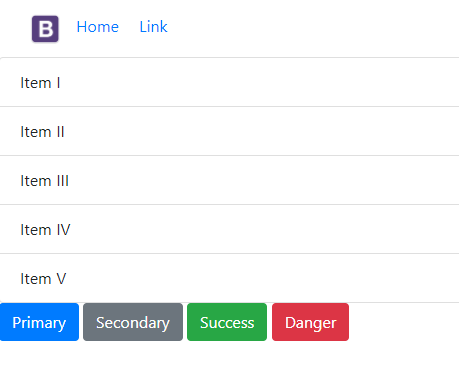 B Home Link
Item I
Item II
Item III
Item IV
Item V
Primary Secondary Success Danger